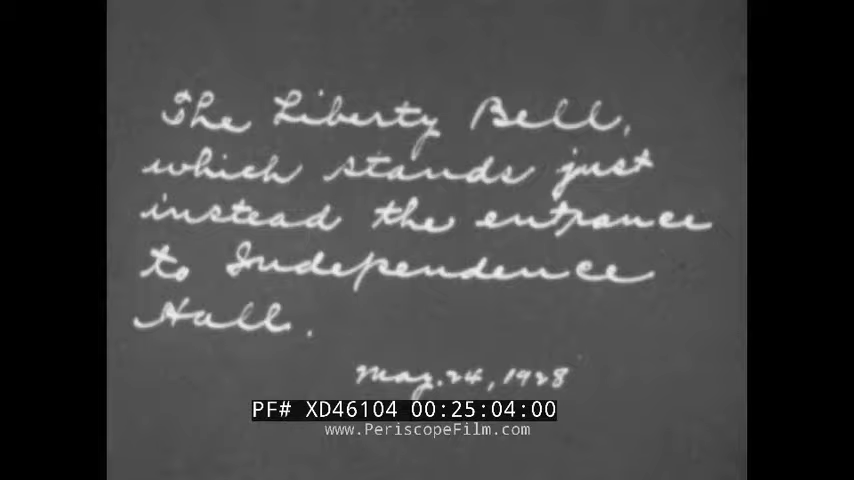 The Liberty Bell,
which stands just
instead the entrance
to Independence
Hall.
May. 24, 1928
PF# XD46104 00:25:04:00
www.PeriscopeFilm.com